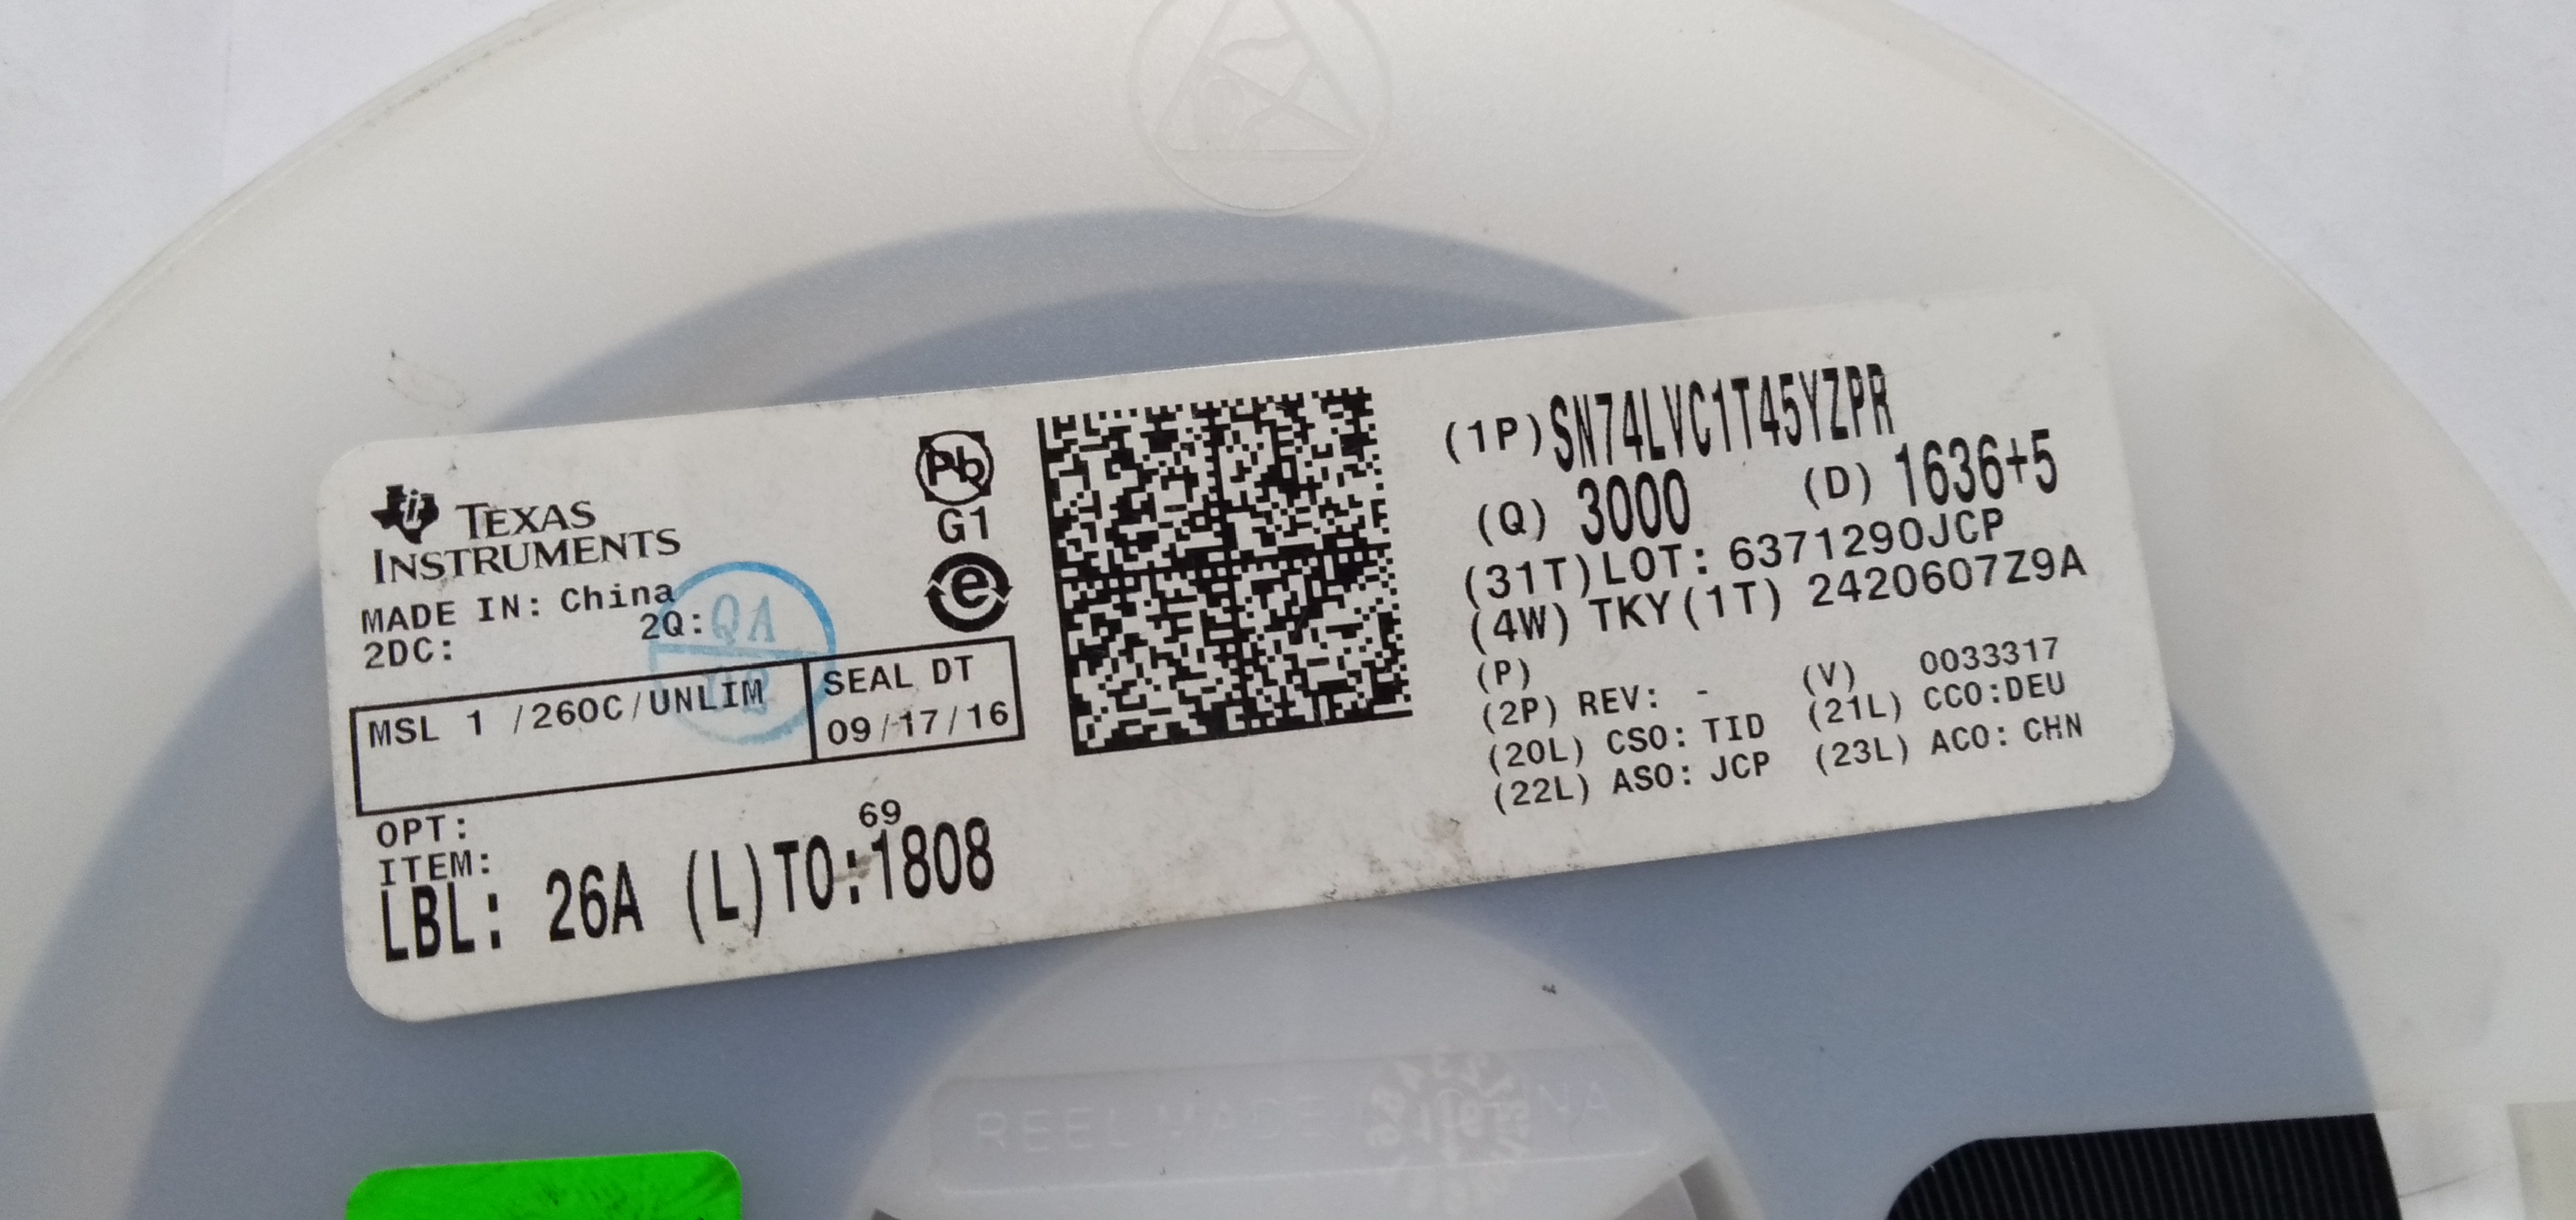 TEXAS
INSTRUMENTS
MADE IN: China
2DC: 2Q:
QA
MSL 1 /260C/UNLIM
SEAL DT
09/17/16
OPT:
ITEM:
69
LBL: 26A (L)TO:1808
Pb
G1
e
(1P)SN74LVC1T45YZPR
(Q) 3000 (D) 1636+5
(31T)LOT: 6371290JCP
(4W) TKY(1T) 2420607Z9A
(P)
(2P) REV: - (V) 0033317
(20L) CSO: TID (21L) CCO:DEU
(22L) ASO: JCP (23L) ACO: CHN
REEL MADE
NA